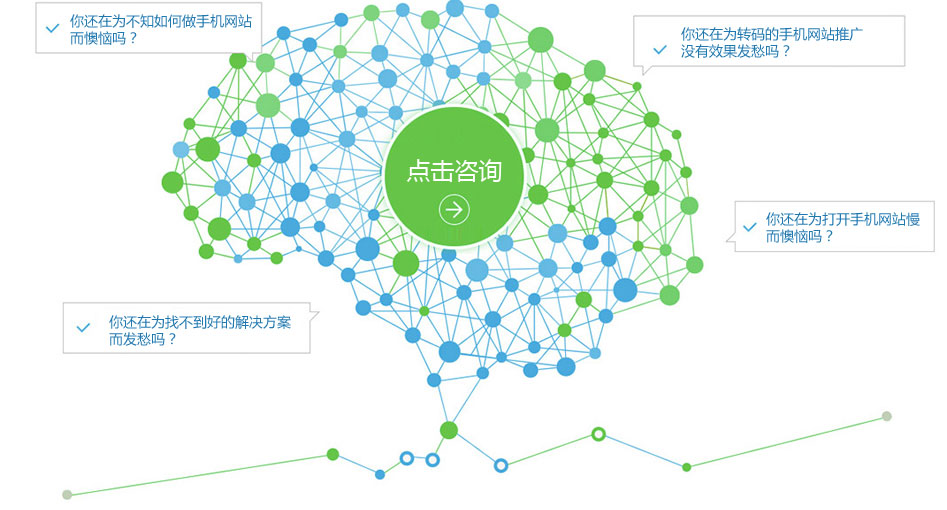 你还在为不知如何做手机网站
而懊恼吗？
你还在为转码的手机网站推广
没有效果发愁吗？
点击咨询
你还在为打开手机网站慢
而懊恼吗？
你还在为找不到好的解决方案
而发愁吗？